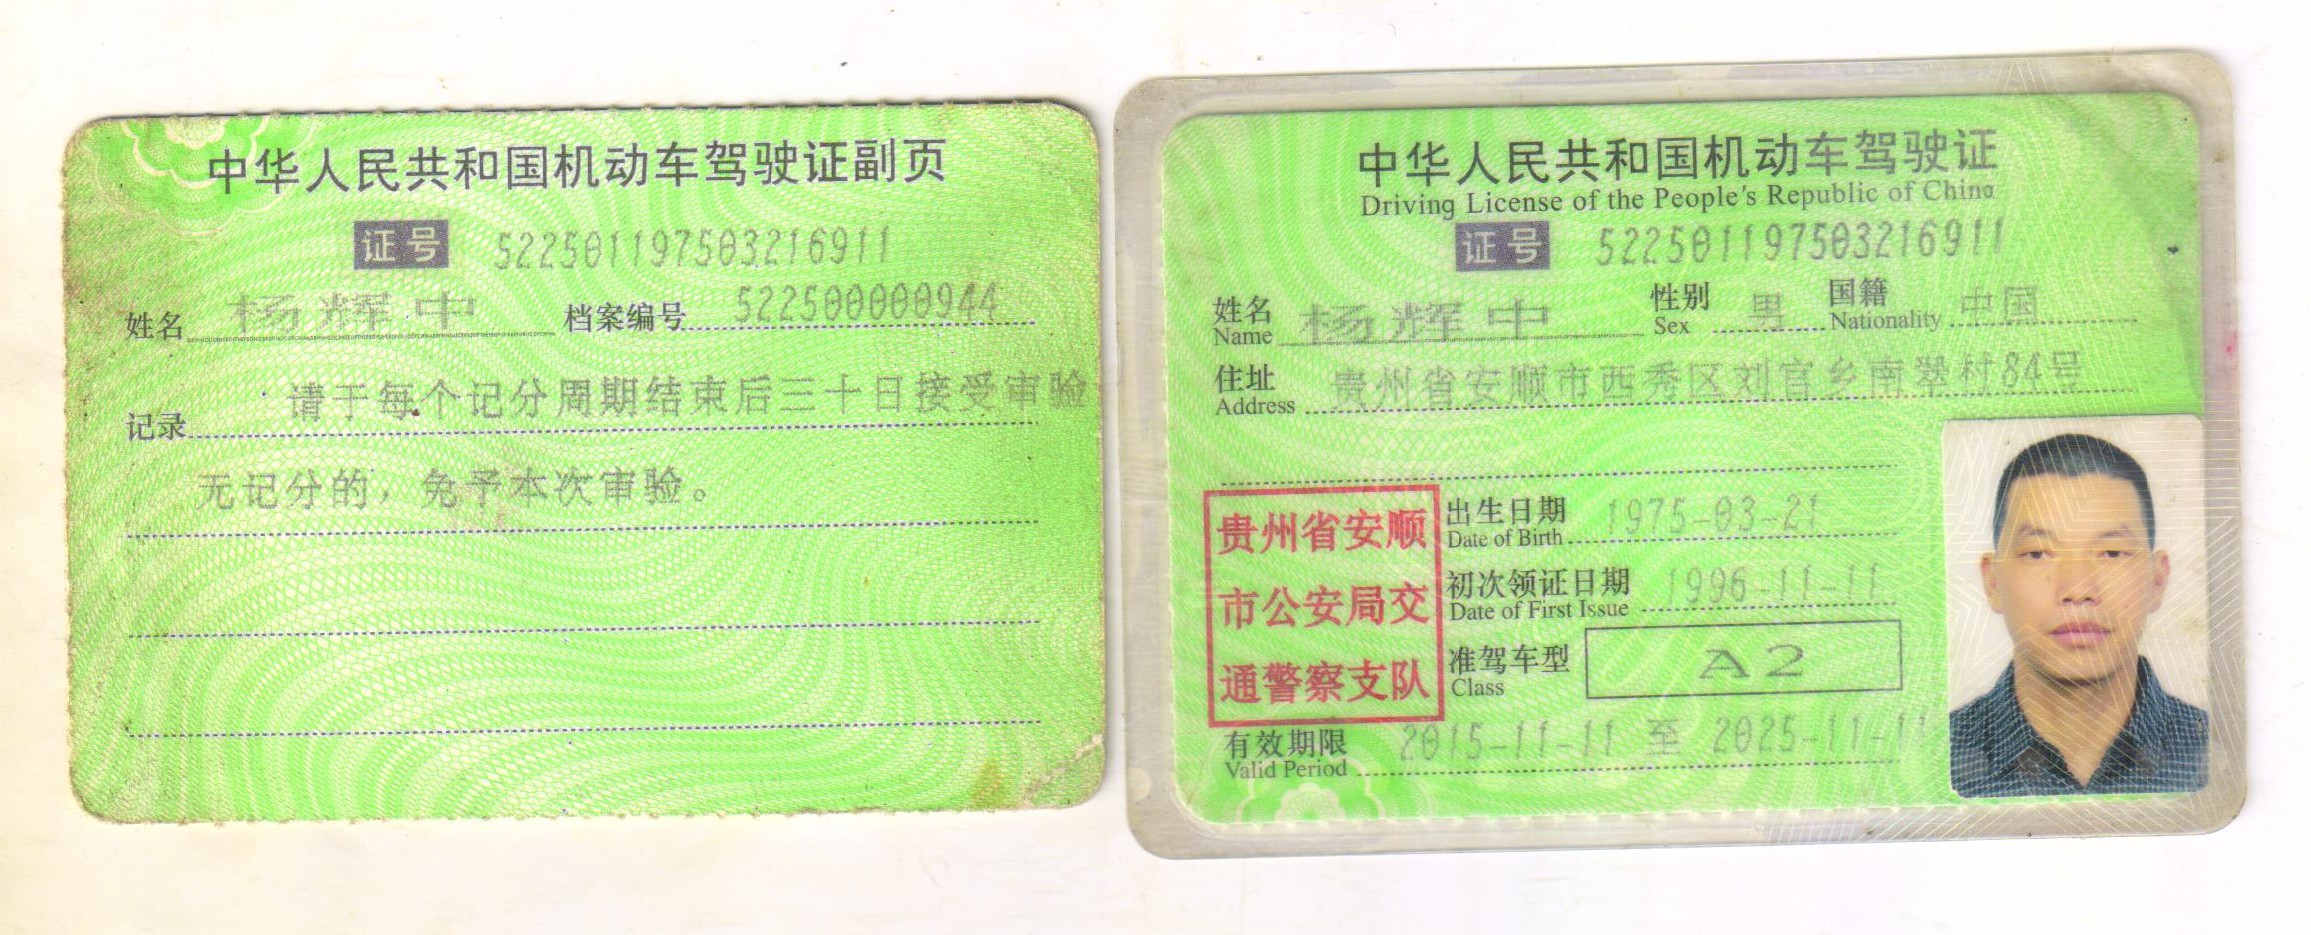 中华人民共和国机动车驾驶证副页
证号 522501197503216911
姓名 杨辉中 档案编号 522500000944
记录 请于每个记分周期结束后三十日接受审验
无记分的，免予本次审验。
中华人民共和国机动车驾驶证
Driving License of the People's Republic of China
证号 522501197503216911
姓名 杨辉中 性别 男 国籍 中国
Name Sex Nationality
住址 贵州省安顺市西秀区刘官乡南翠村84号
Address
贵州省安顺
市公安局交
通警察支队
出生日期 1975-03-21
Date of Birth
初次领证日期 1996-11-11
Date of First Issue
准驾车型 A2
Class
有效期限 2015-11-11 至 2025-11-11
Valid Period